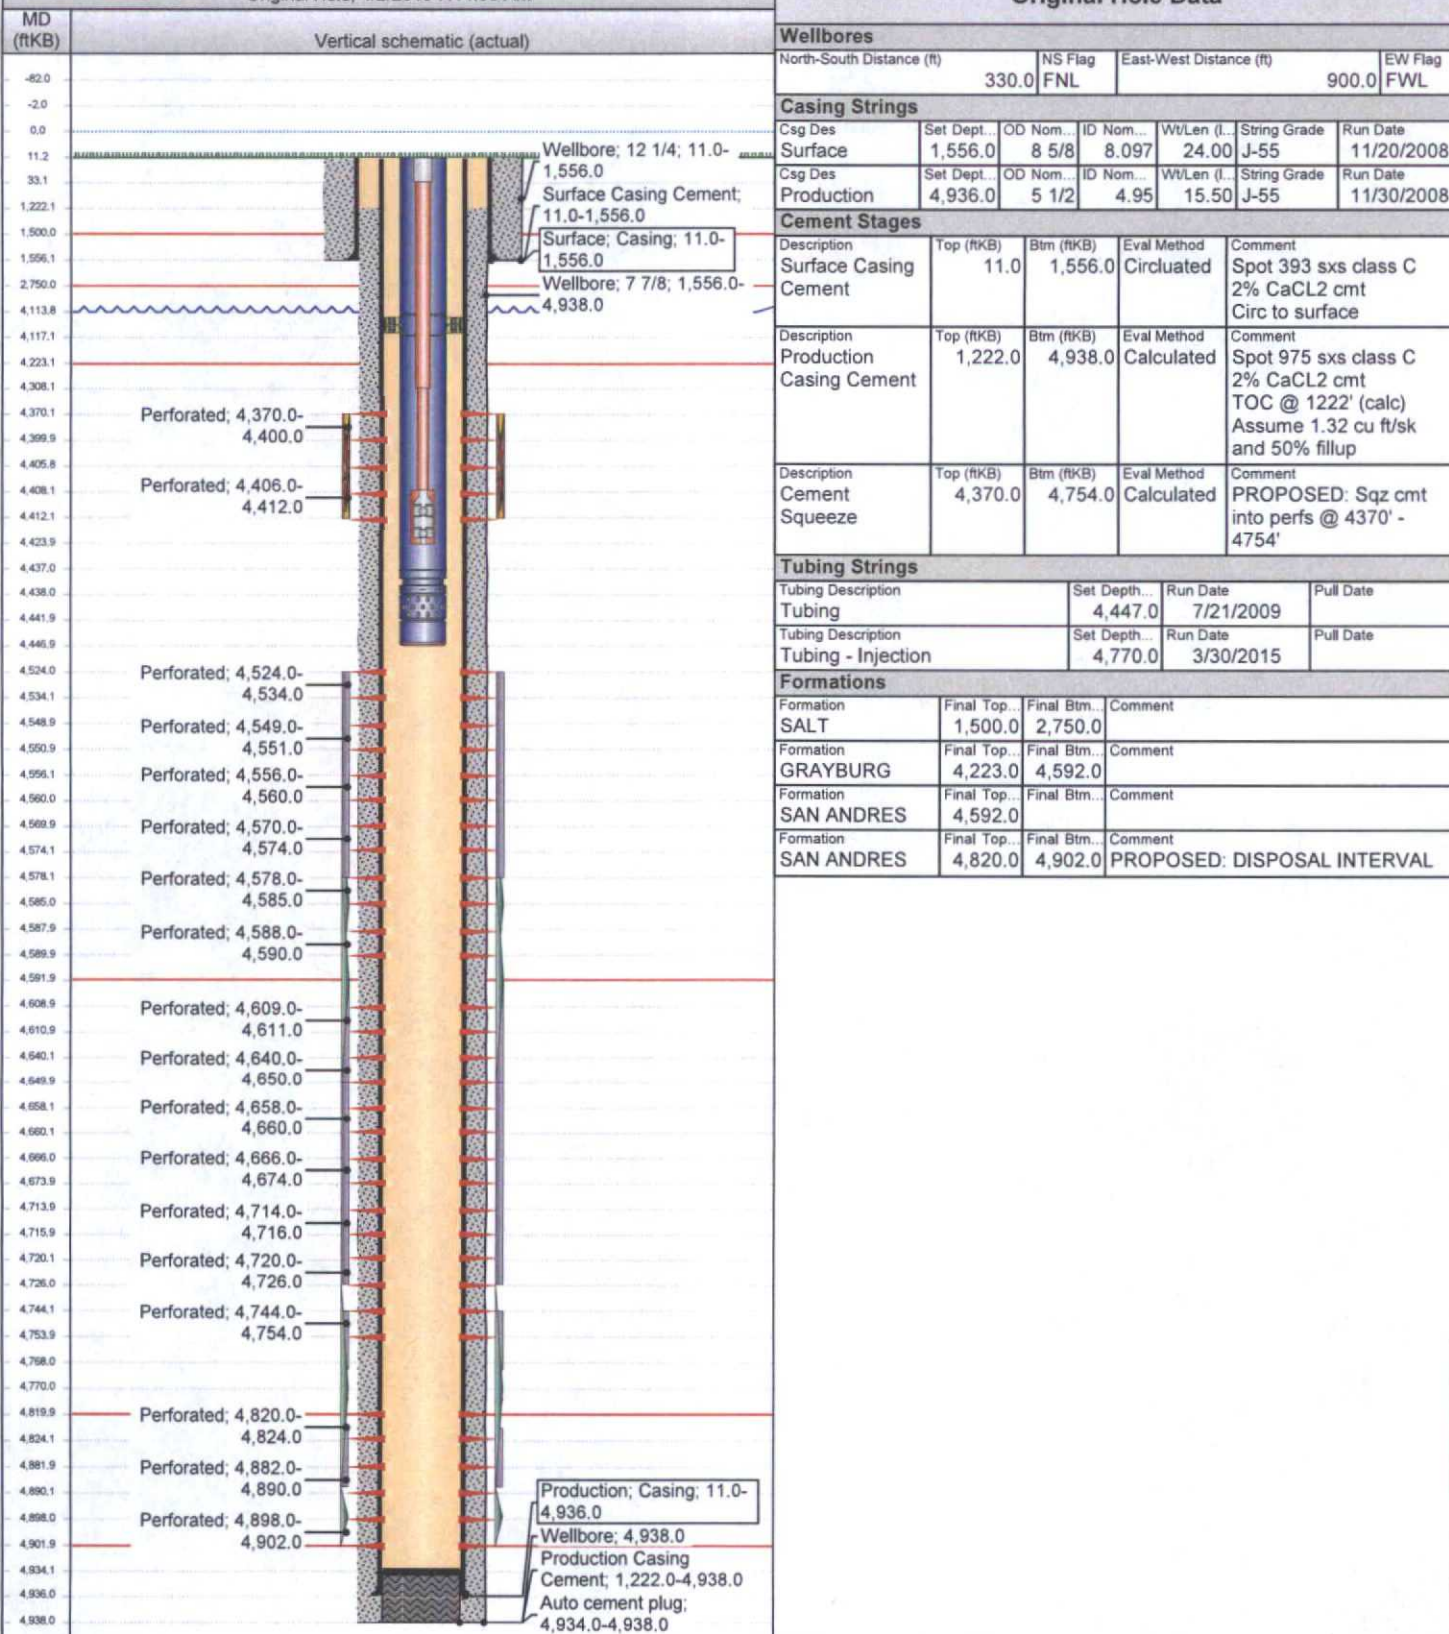 MD
(ftKB)
Vertical schematic (actual)
-82.0
-2.0
0.0
11.2
33.1
1,222.1
1,500.0
1,556.1
2,750.0
4,113.8
4,117.1
4,223.1
4,308.1
4,370.1
4,399.9
4,405.8
4,408.1
4,412.1
4,423.9
4,437.0
4,438.0
4,441.9
4,446.9
4,524.0
4,534.1
4,548.9
4,550.9
4,556.1
4,560.0
4,569.9
4,574.1
4,578.1
4,585.0
4,587.9
4,589.9
4,591.9
4,608.9
4,610.9
4,640.1
4,649.9
4,658.1
4,660.1
4,666.0
4,673.9
4,713.9
4,715.9
4,720.1
4,726.0
4,744.1
4,753.9
4,768.0
4,770.0
4,819.9
4,824.1
4,881.9
4,890.1
4,898.0
4,901.9
4,934.1
4,936.0
4,938.0
Perforated; 4,370.0-
4,400.0
Perforated; 4,406.0-
4,412.0
Perforated; 4,524.0-
4,534.0
Perforated; 4,549.0-
4,551.0
Perforated; 4,556.0-
4,560.0
Perforated; 4,570.0-
4,574.0
Perforated; 4,578.0-
4,585.0
Perforated; 4,588.0-
4,590.0
Perforated; 4,609.0-
4,611.0
Perforated; 4,640.0-
4,650.0
Perforated; 4,658.0-
4,660.0
Perforated; 4,666.0-
4,674.0
Perforated; 4,714.0-
4,716.0
Perforated; 4,720.0-
4,726.0
Perforated; 4,744.0-
4,754.0
Perforated; 4,820.0-
4,824.0
Perforated; 4,882.0-
4,890.0
Perforated; 4,898.0-
4,902.0
Wellbore; 12 1/4; 11.0-
1,556.0
Surface Casing Cement;
11.0-1,556.0
Surface; Casing; 11.0-
1,556.0
Wellbore; 7 7/8; 1,556.0-
4,938.0
Production; Casing; 11.0-
4,936.0
Wellbore; 4,938.0
Production Casing
Cement; 1,222.0-4,938.0
Auto cement plug;
4,934.0-4,938.0
Wellbores
North-South Distance (ft) NS Flag East-West Distance (ft) EW Flag
330.0 FNL 900.0 FWL
Casing Strings
Csg Des Set Dept... OD Nom... ID Nom... Wt/Len (l... String Grade Run Date
Surface 1,556.0 8 5/8 8.097 24.00 J-55 11/20/2008
Csg Des Set Dept... OD Nom... ID Nom... Wt/Len (l... String Grade Run Date
Production 4,936.0 5 1/2 4.95 15.50 J-55 11/30/2008
Cement Stages
Description Top (ftKB) Btm (ftKB) Eval Method Comment
Surface Casing 11.0 1,556.0 Circluated Spot 393 sxs class C
Cement 2% CaCL2 cmt
Circ to surface
Description Top (ftKB) Btm (ftKB) Eval Method Comment
Production 1,222.0 4,938.0 Calculated Spot 975 sxs class C
Casing Cement 2% CaCL2 cmt
TOC @ 1222' (calc)
Assume 1.32 cu ft/sk
and 50% fillup
Description Top (ftKB) Btm (ftKB) Eval Method Comment
Cement 4,370.0 4,754.0 Calculated PROPOSED: Sqz cmt
Squeeze into perfs @ 4370' -
4754'
Tubing Strings
Tubing Description Set Depth... Run Date Pull Date
Tubing 4,447.0 7/21/2009
Tubing Description Set Depth... Run Date Pull Date
Tubing - Injection 4,770.0 3/30/2015
Formations
Formation Final Top... Final Btm... Comment
SALT 1,500.0 2,750.0
Formation Final Top... Final Btm... Comment
GRAYBURG 4,223.0 4,592.0
Formation Final Top... Final Btm... Comment
SAN ANDRES 4,592.0
Formation Final Top... Final Btm... Comment
SAN ANDRES 4,820.0 4,902.0 PROPOSED: DISPOSAL INTERVAL